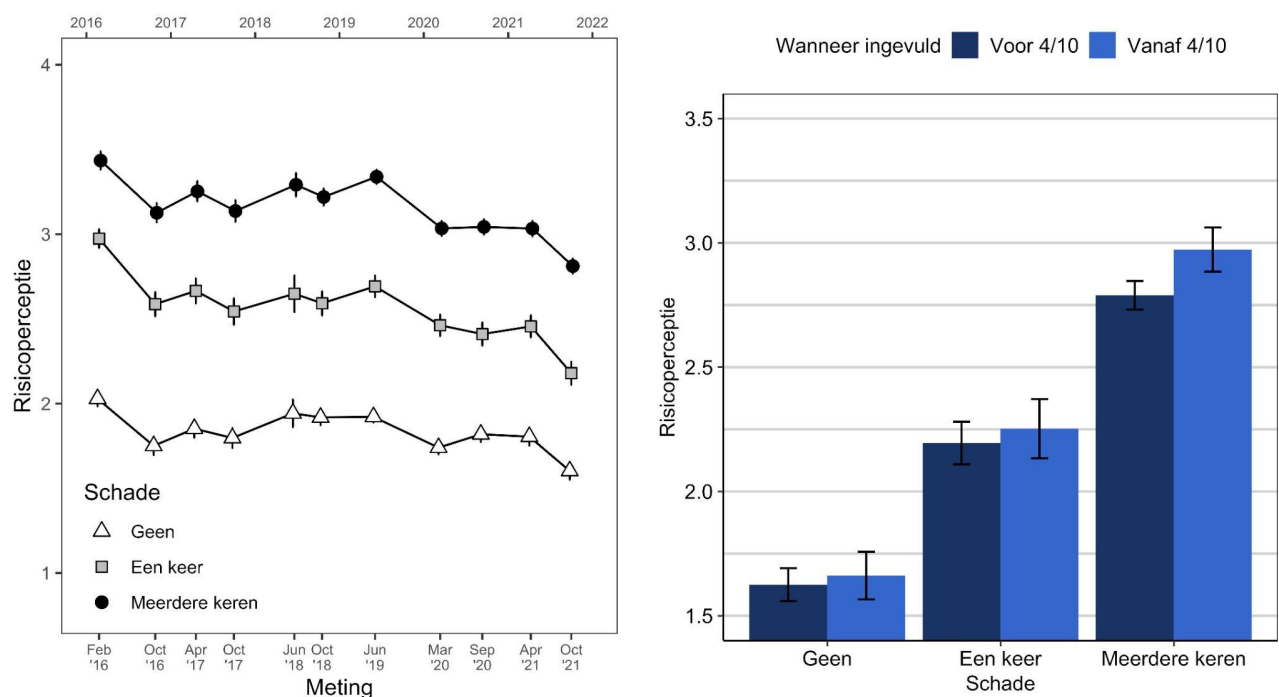 2016 2017 2018 2019 2020 2021 2022
4
3
2
1
Risicoperceptie
Schade
Geen
Een keer
Meerdere keren
Feb '16
Oct '16
Apr '17
Oct '17
Jun '18
Oct '18
Jun '19
Mar '20
Sep '20
Apr '21
Oct '21
Meting
Wanneer ingevuld Voor 4/10 Vanaf 4/10
3.5
3.0
2.5
2.0
1.5
Risicoperceptie
Geen Een keer Meerdere keren
Schade